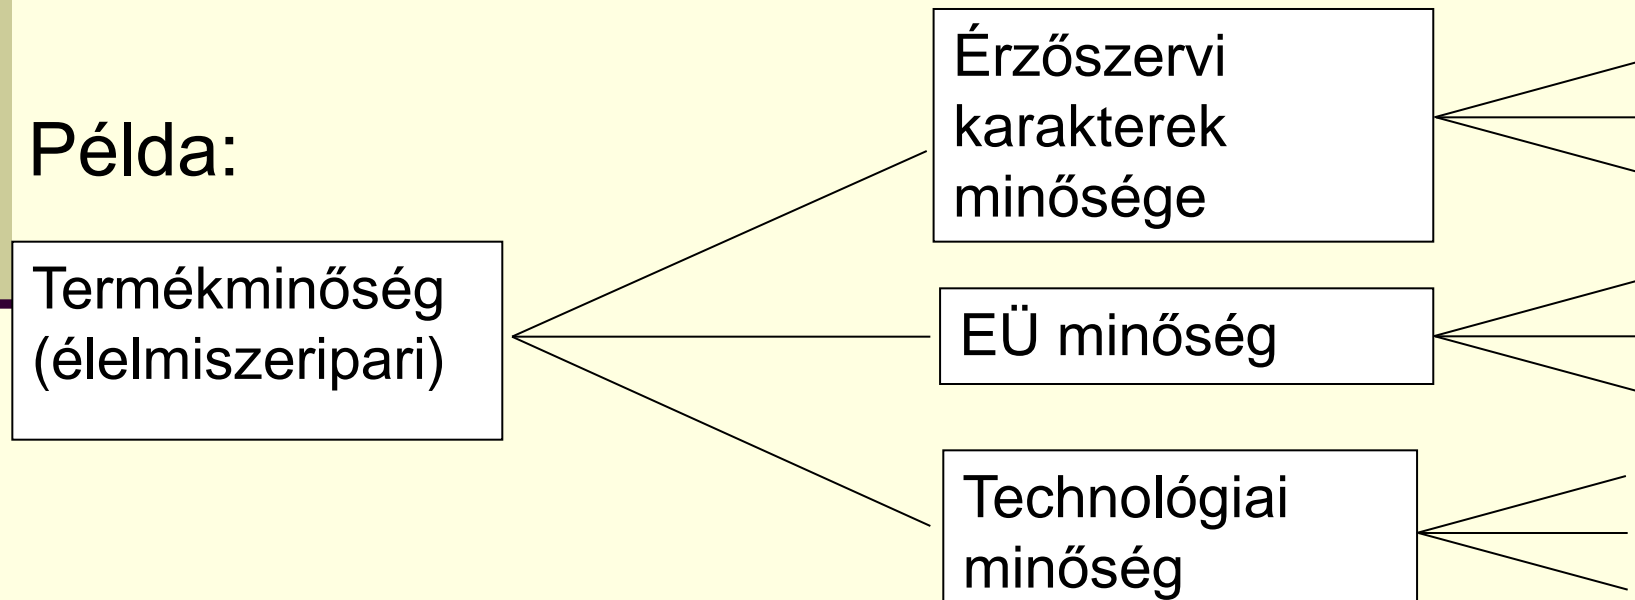 Példa:
Termékminőség
(élelmiszeripari)
Érzőszervi
karakterek
minősége
EÜ minőség
Technológiai
minőség